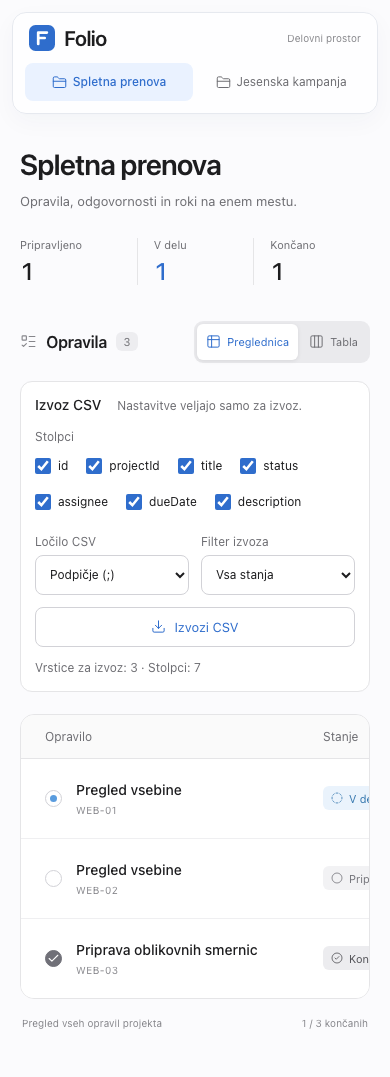 F Folio
Delovni prostor
Spletna prenova
Jesenska kampanja
Spletna prenova
Opravila, odgovornosti in roki na enem mestu.
Pripravljeno V delu Končano
1 1 1
Opravila 3
Preglednica Tabla
Izvoz CSV Nastavitve veljajo samo za izvoz.
Stolpci
id projectId title status
assignee dueDate description
Ločilo CSV Filter izvoza
Podpičje (;) Vsa stanja
Izvozi CSV
Vrstice za izvoz: 3 · Stolpci: 7
Opravilo Stanje
Pregled vsebine
WEB-01
V de
Pregled vsebine
WEB-02
Prip
Priprava oblikovnih smernic
WEB-03
Kon
Pregled vseh opravil projekta 1 / 3 končanih